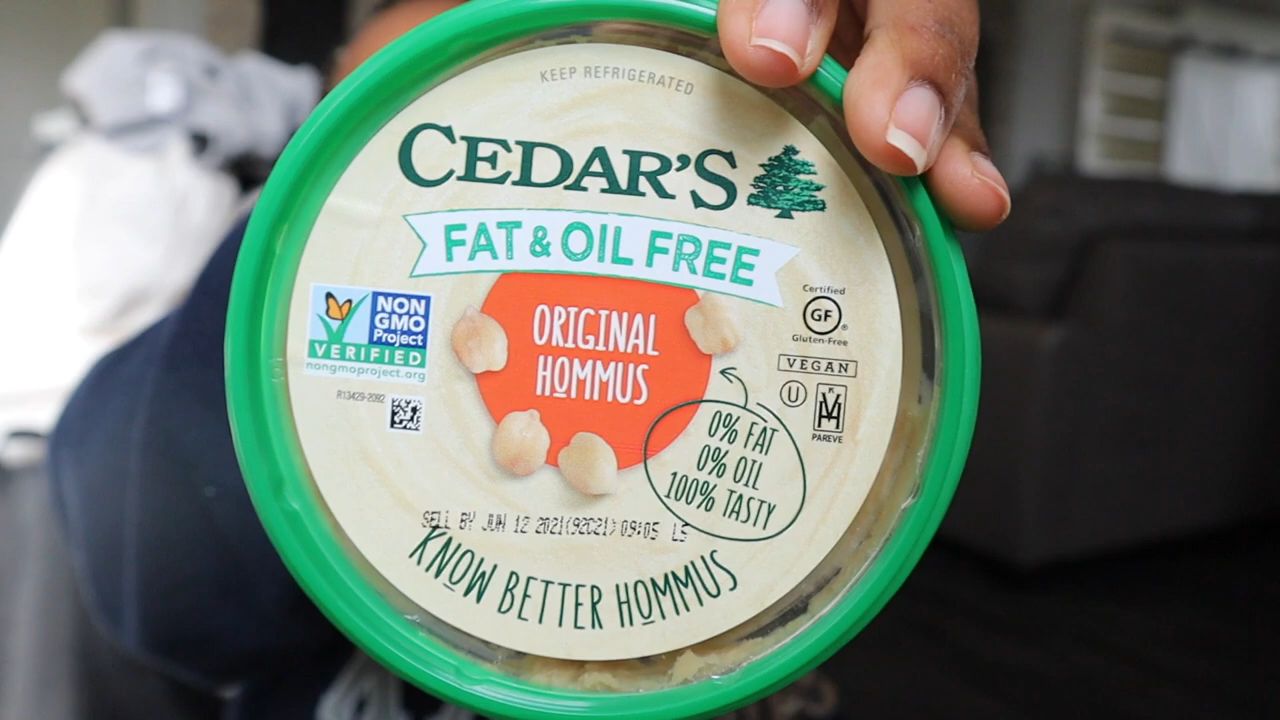 KEEP REFRIGERATED
CEDAR'S
FAT & OIL FREE
ORIGINAL
HOMMUS
NON
GMO
Project
VERIFIED
nongmoproject.org
R13429-2092
Certified
GF
Gluten-Free
VEGAN
U
K
PAREVE
0% FAT
0% OIL
100% TASTY
SELL BY JUN 12 2021(92C21) 09:05 L5
KNOW BETTER HOMMUS